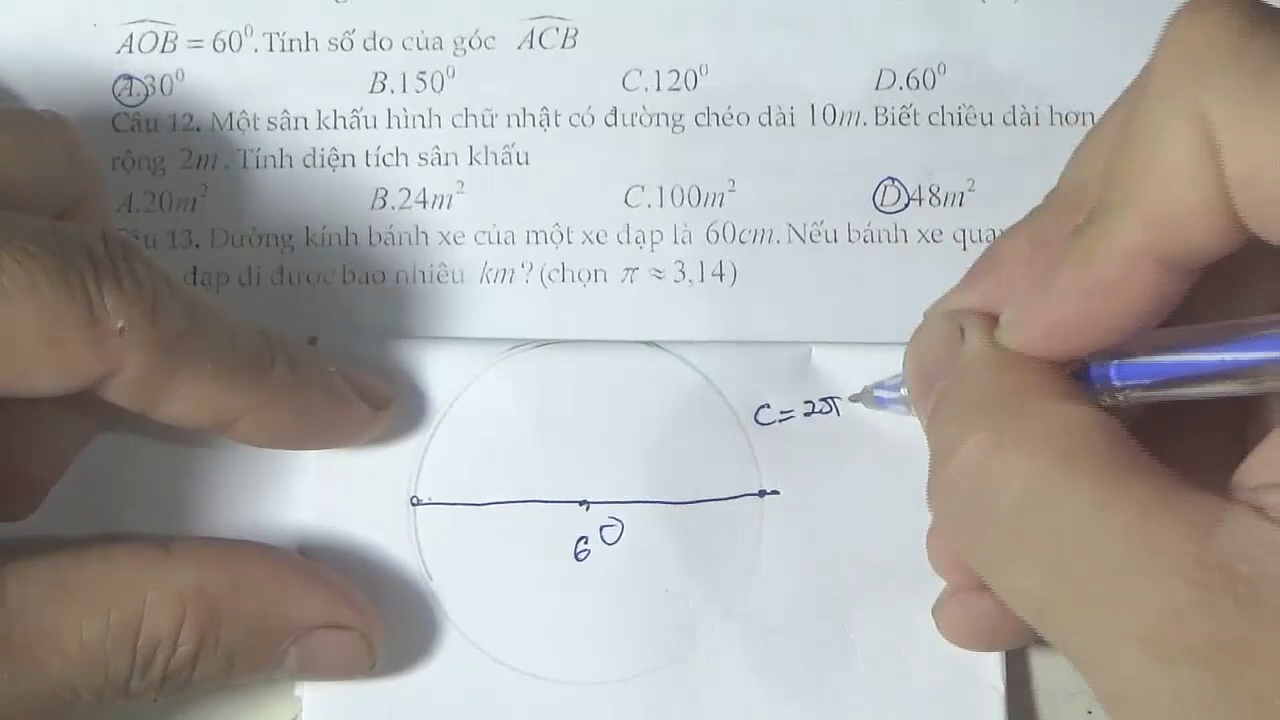 AOB = 60⁰. Tính số đo của góc ACB
A. 30⁰ B. 150⁰ C. 120⁰ D. 60⁰
Câu 12. Một sân khấu hình chữ nhật có đường chéo dài 10m. Biết chiều dài hơn
rộng 2m. Tính diện tích sân khấu
A. 20m² B. 24m² C. 100m² D. 48m²
13. Đường kính bánh xe của một xe đạp là 60cm. Nếu bánh xe
đạp đi được bao nhiêu km? (chọn π ≈ 3,14)
C = 2π
60